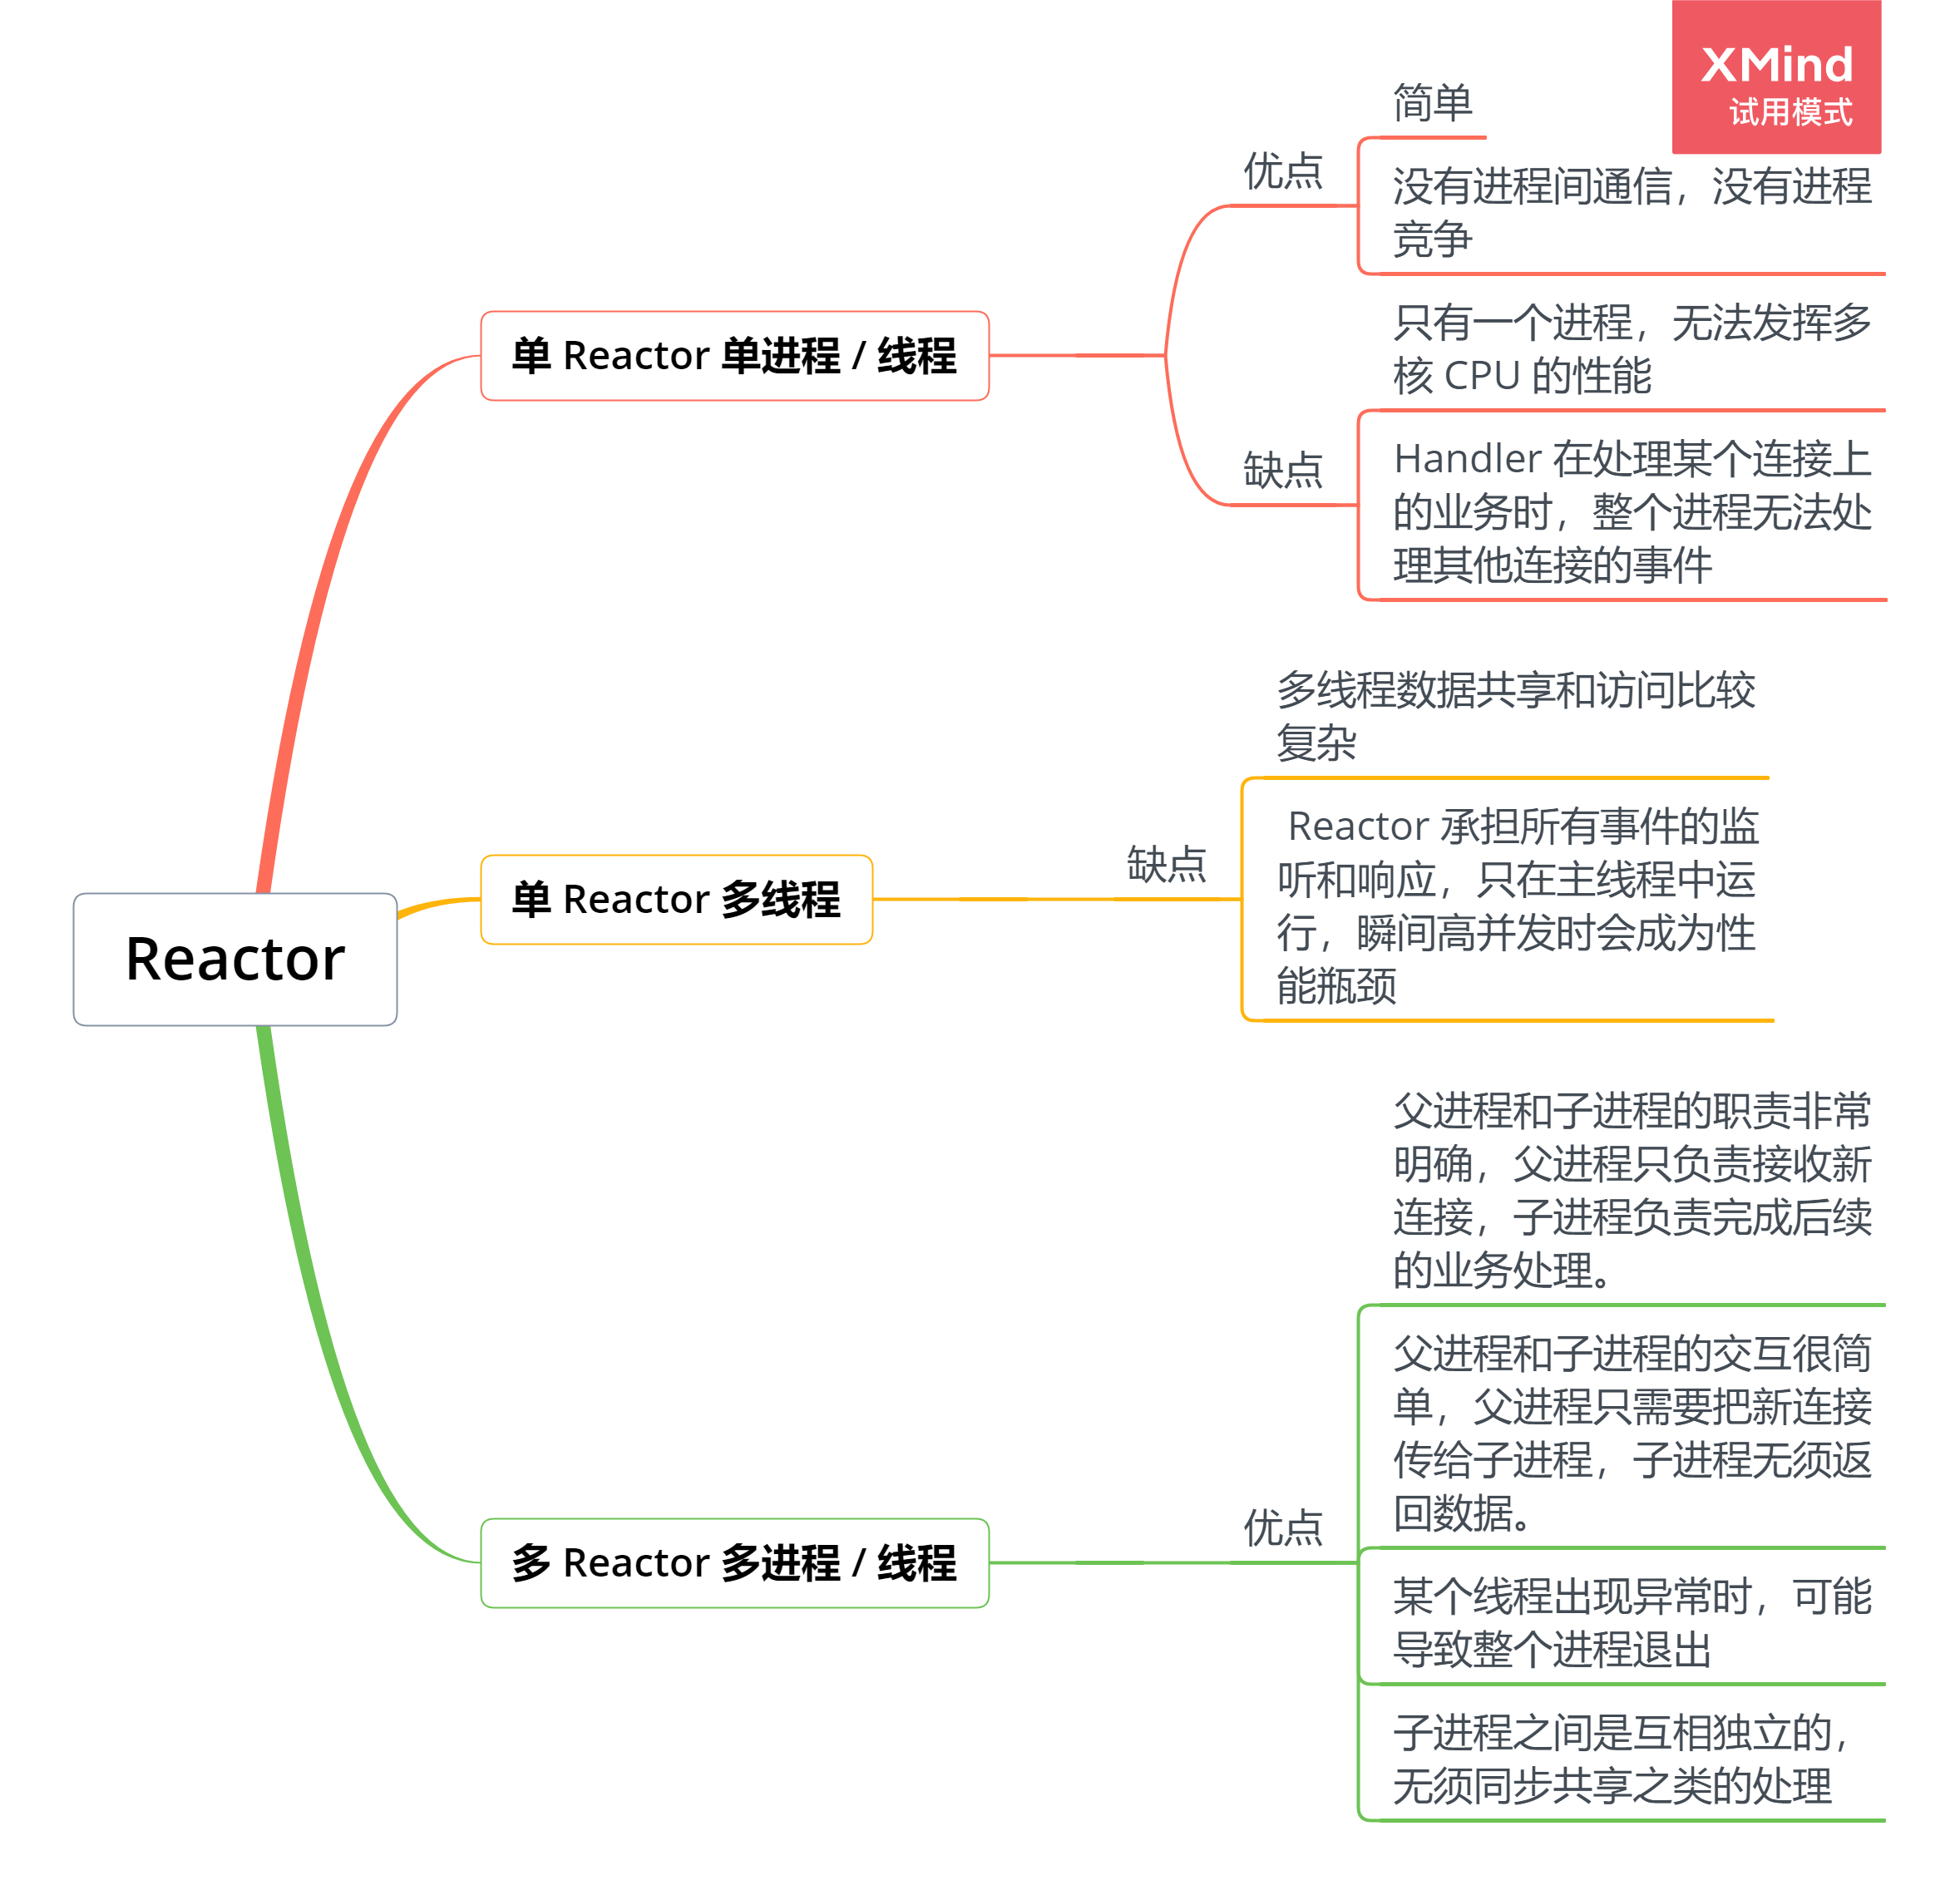 XMind
试用模式
简单
优点
没有进程间通信，没有进程
竞争
只有一个进程，无法发挥多
核 CPU 的性能
单 Reactor 单进程 / 线程
缺点
Handler 在处理某个连接上
的业务时，整个进程无法处
理其他连接的事件
多线程数据共享和访问比较
复杂
单 Reactor 多线程
缺点
Reactor 承担所有事件的监
听和响应，只在主线程中运
行，瞬间高并发时会成为性
能瓶颈
Reactor
父进程和子进程的职责非常
明确，父进程只负责接收新
连接，子进程负责完成后续
的业务处理。
父进程和子进程的交互很简
单，父进程只需要把新连接
传给子进程，子进程无须返
回数据。
多 Reactor 多进程 / 线程
优点
某个线程出现异常时，可能
导致整个进程退出
子进程之间是互相独立的，
无须同步共享之类的处理